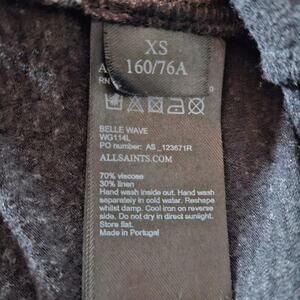 XS
160/76A
A
RN
BELLE WAVE
WG114L
PO number: AS_123671R
ALLSAINTS.COM
70% viscose
30% linen
Hand wash inside out. Hand wash
separately in cold water. Reshape
whilst damp. Cool iron on reverse
side. Do not dry in direct sunlight.
Store flat.
Made in Portugal